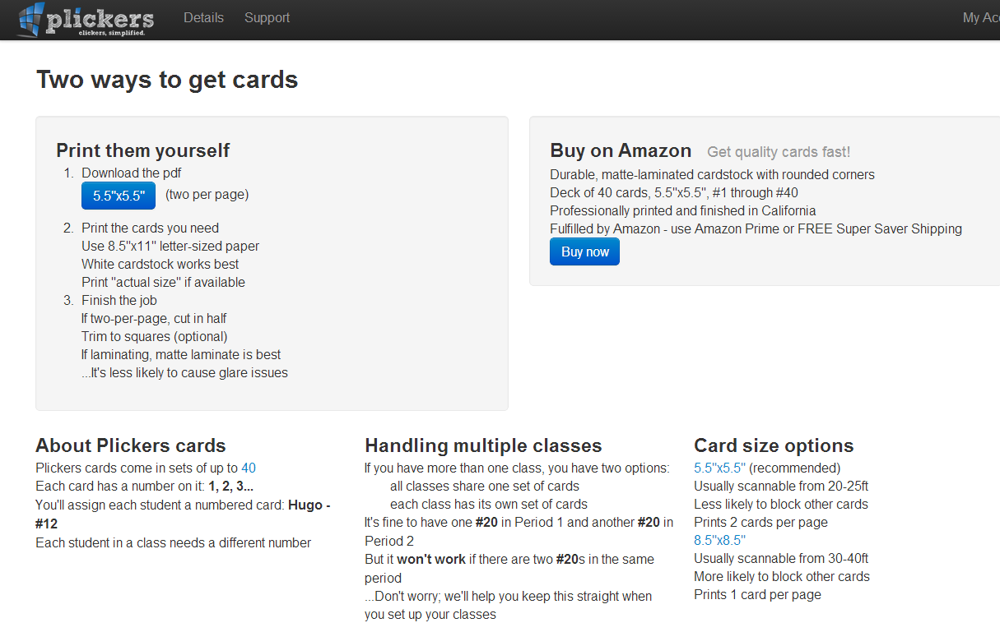 plickers
clickers, simplified.
Details
Support
My Acc
Two ways to get cards
Print them yourself
1. Download the pdf
5.5"x5.5" (two per page)
2. Print the cards you need
Use 8.5"x11" letter-sized paper
White cardstock works best
Print "actual size" if available
3. Finish the job
If two-per-page, cut in half
Trim to squares (optional)
If laminating, matte laminate is best
...It's less likely to cause glare issues
Buy on Amazon Get quality cards fast!
Durable, matte-laminated cardstock with rounded corners
Deck of 40 cards, 5.5"x5.5", #1 through #40
Professionally printed and finished in California
Fulfilled by Amazon - use Amazon Prime or FREE Super Saver Shipping
Buy now
About Plickers cards
Plickers cards come in sets of up to 40
Each card has a number on it: 1, 2, 3...
You'll assign each student a numbered card: Hugo -
#12
Each student in a class needs a different number
Handling multiple classes
If you have more than one class, you have two options:
all classes share one set of cards
each class has its own set of cards
It's fine to have one #20 in Period 1 and another #20 in
Period 2
But it won't work if there are two #20s in the same
period
...Don't worry; we'll help you keep this straight when
you set up your classes
Card size options
5.5"x5.5" (recommended)
Usually scannable from 20-25ft
Less likely to block other cards
Prints 2 cards per page
8.5"x8.5"
Usually scannable from 30-40ft
More likely to block other cards
Prints 1 card per page